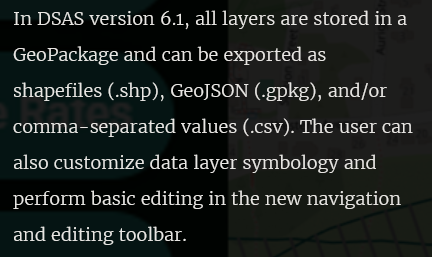 In DSAS version 6.1, all layers are stored in a
GeoPackage and can be exported as
shapefiles (.shp), GeoJSON (.gpkg), and/or
comma-separated values (.csv). The user can
also customize data layer symbology and
perform basic editing in the new navigation
and editing toolbar.
e Rates